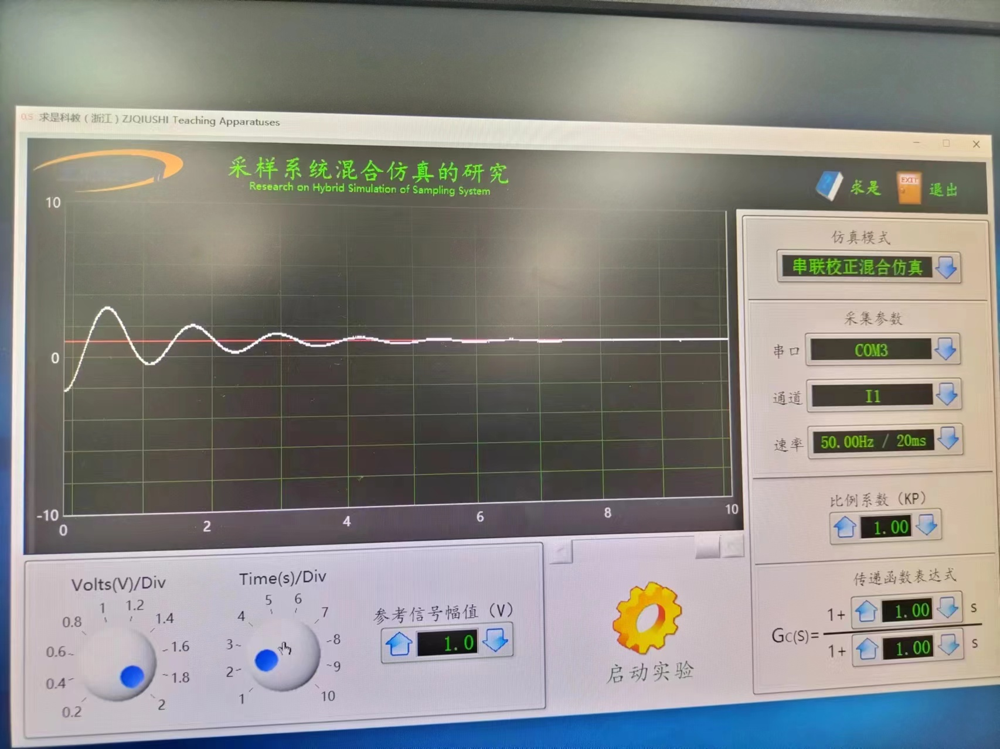 QS 求是科教（浙江）ZJQIUSHI Teaching Apparatuses
采样系统混合仿真的研究
Research on Hybrid Simulation of Sampling System
求是
EXIT
退出
10
0
-10
0
2
4
6
8
10
仿真模式
串联校正混合仿真
采集参数
串口
COM3
通道
I1
速率
50.00Hz / 20ms
比例系数（KP）
1.00
传递函数表达式
GC(S)=
1+ 1.00 S
1+ 1.00 S
Volts(V)/Div
0.2
0.4
0.6
0.8
1
1.2
1.4
1.6
1.8
2
Time(s)/Div
1
2
3
4
5
6
7
8
9
10
参考信号幅值（V）
1.0
启动实验